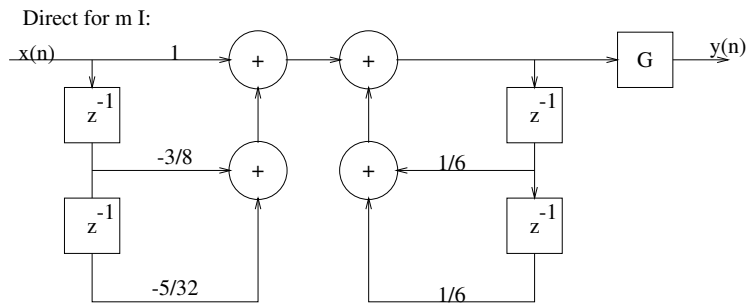 Direct for m I:
x(n) 1 + + G y(n)
z-1 z-1
-3/8 + + 1/6
z-1 z-1
-5/32 1/6